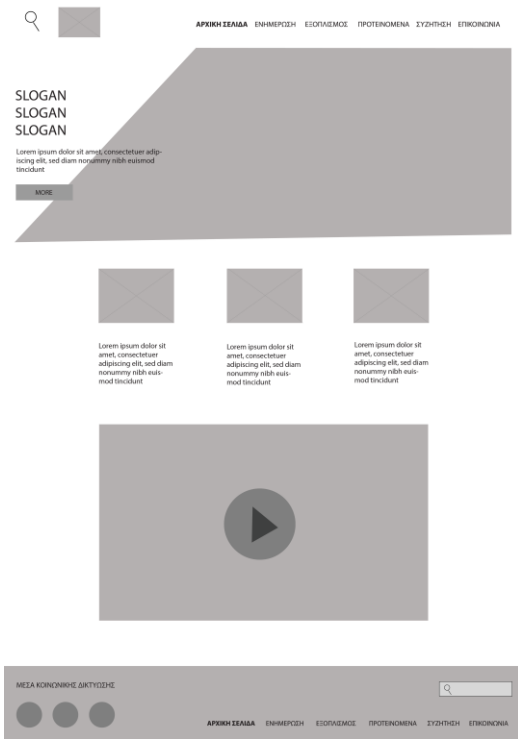 ΑΡΧΙΚΗ ΣΕΛΙΔΑ ΕΝΗΜΕΡΩΣΗ ΕΞΟΠΛΙΣΜΟΣ ΠΡΟΤΕΙΝΟΜΕΝΑ ΣΥΖΗΤΗΣΗ ΕΠΙΚΟΙΝΩΝΙΑ
SLOGAN
SLOGAN
SLOGAN
Lorem ipsum dolor sit amet, consectetuer adip-
iscing elit, sed diam nonummy nibh euismod
tincidunt
MORE
Lorem ipsum dolor sit
amet, consectetuer
adipiscing elit, sed diam
nonummy nibh euis-
mod tincidunt
Lorem ipsum dolor sit
amet, consectetuer
adipiscing elit, sed diam
nonummy nibh euis-
mod tincidunt
Lorem ipsum dolor sit
amet, consectetuer
adipiscing elit, sed diam
nonummy nibh euis-
mod tincidunt
ΜΕΣΑ ΚΟΙΝΩΝΙΚΗΣ ΔΙΚΤΥΩΣΗΣ
ΑΡΧΙΚΗ ΣΕΛΙΔΑ ΕΝΗΜΕΡΩΣΗ ΕΞΟΠΛΙΣΜΟΣ ΠΡΟΤΕΙΝΟΜΕΝΑ ΣΥΖΗΤΗΣΗ ΕΠΙΚΟΙΝΩΝΙΑ